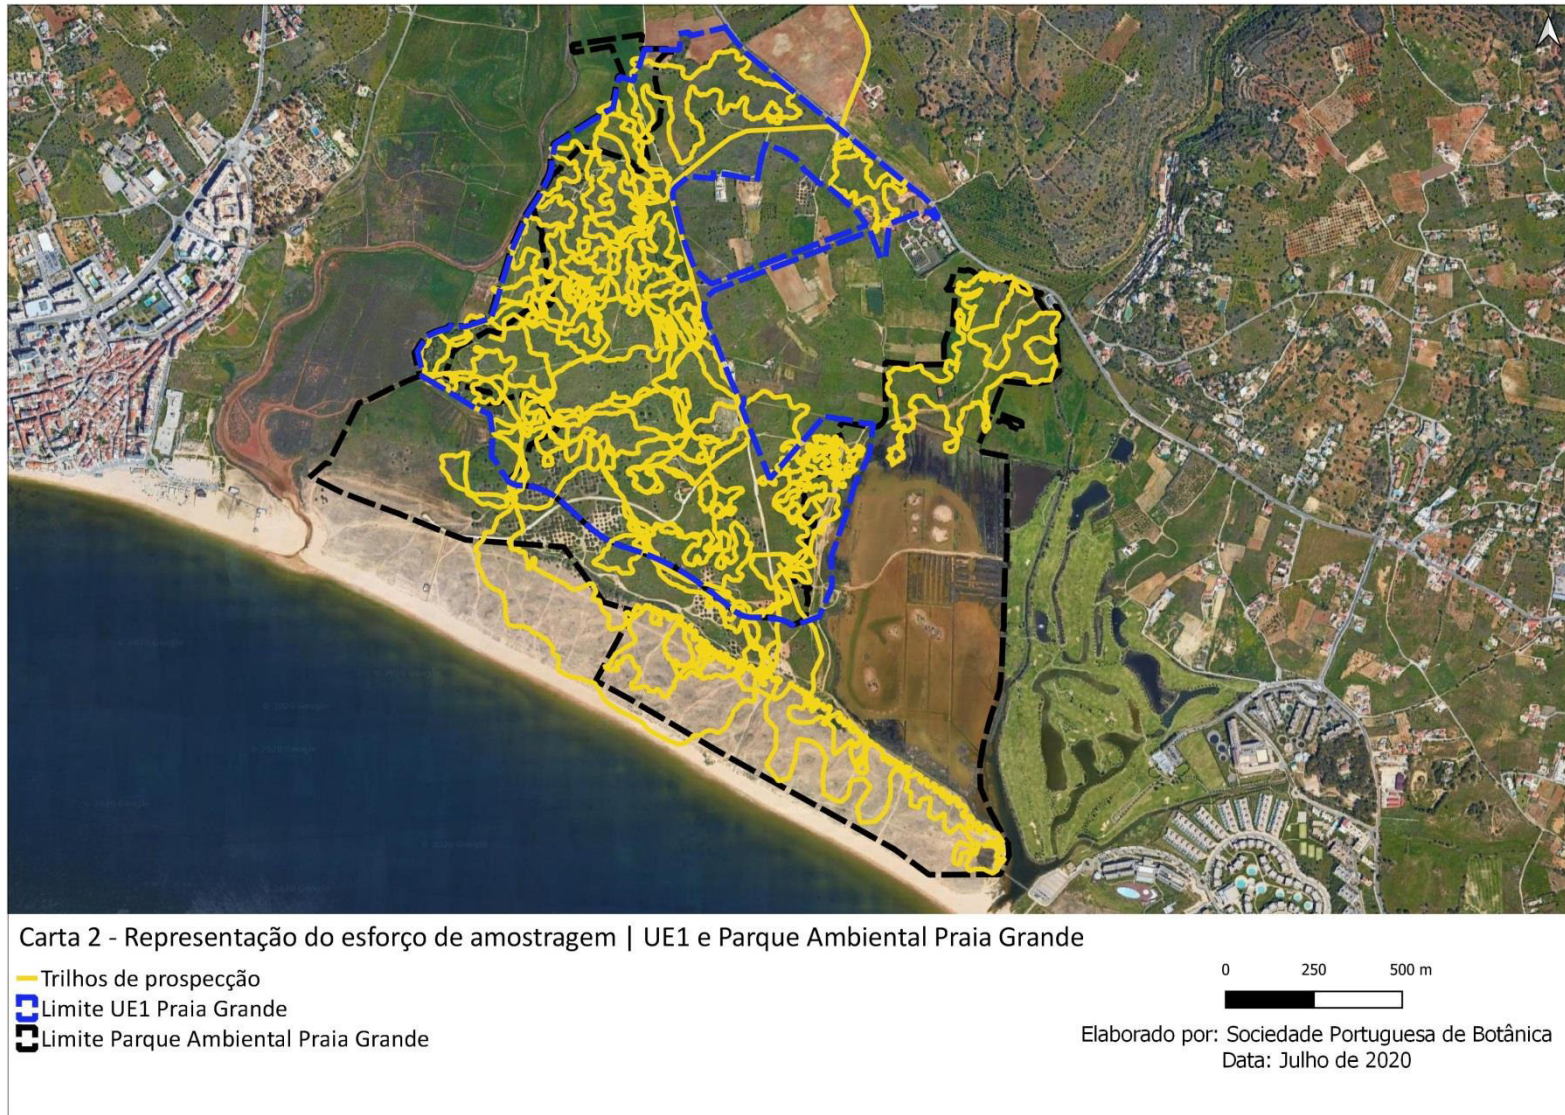 Carta 2 - Representação do esforço de amostragem | UE1 e Parque Ambiental Praia Grande
Trilhos de prospecção
Limite UE1 Praia Grande
Limite Parque Ambiental Praia Grande
0 250 500 m
Elaborado por: Sociedade Portuguesa de Botânica
Data: Julho de 2020